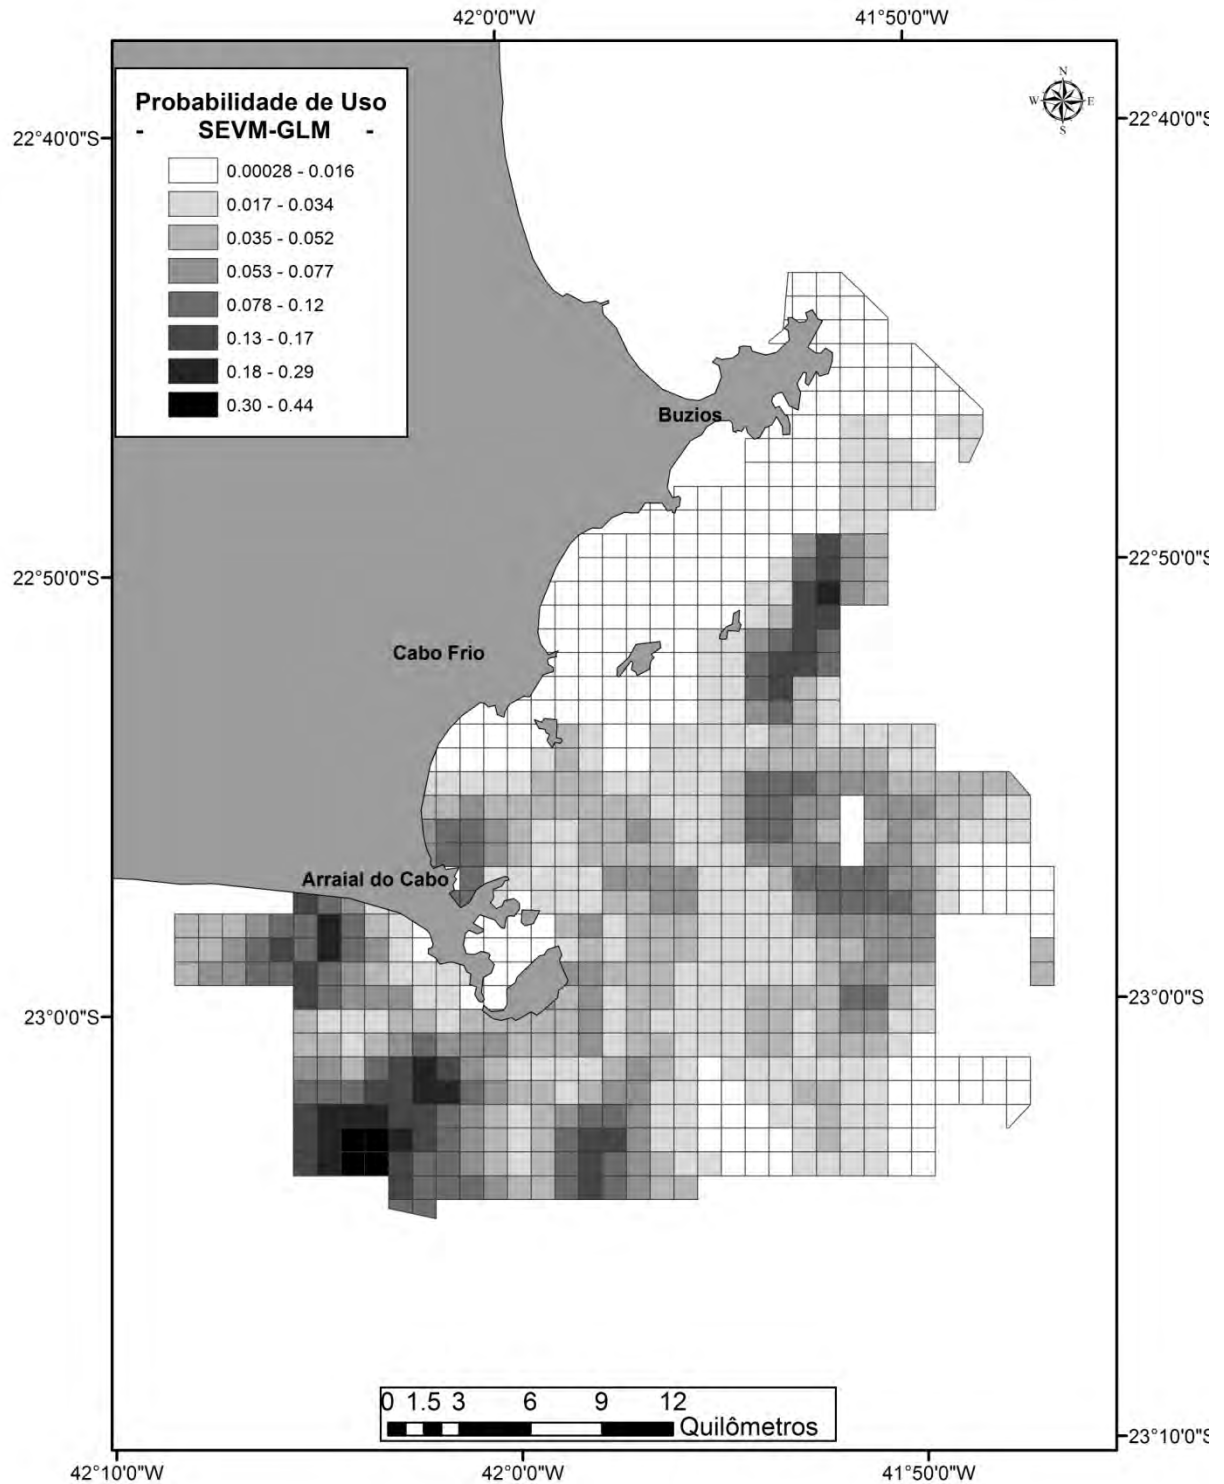 42°0'0"W 41°50'0"W
N
W E
S
Probabilidade de Uso
- SEVM-GLM -
0.00028 - 0.016
0.017 - 0.034
0.035 - 0.052
0.053 - 0.077
0.078 - 0.12
0.13 - 0.17
0.18 - 0.29
0.30 - 0.44
22°40'0"S 22°40'0"S
Buzios
22°50'0"S 22°50'0"S
Cabo Frio
Arraial do Cabo
23°0'0"S 23°0'0"S
0 1.5 3 6 9 12
Quilômetros
23°10'0"S
42°10'0"W 42°0'0"W 41°50'0"W